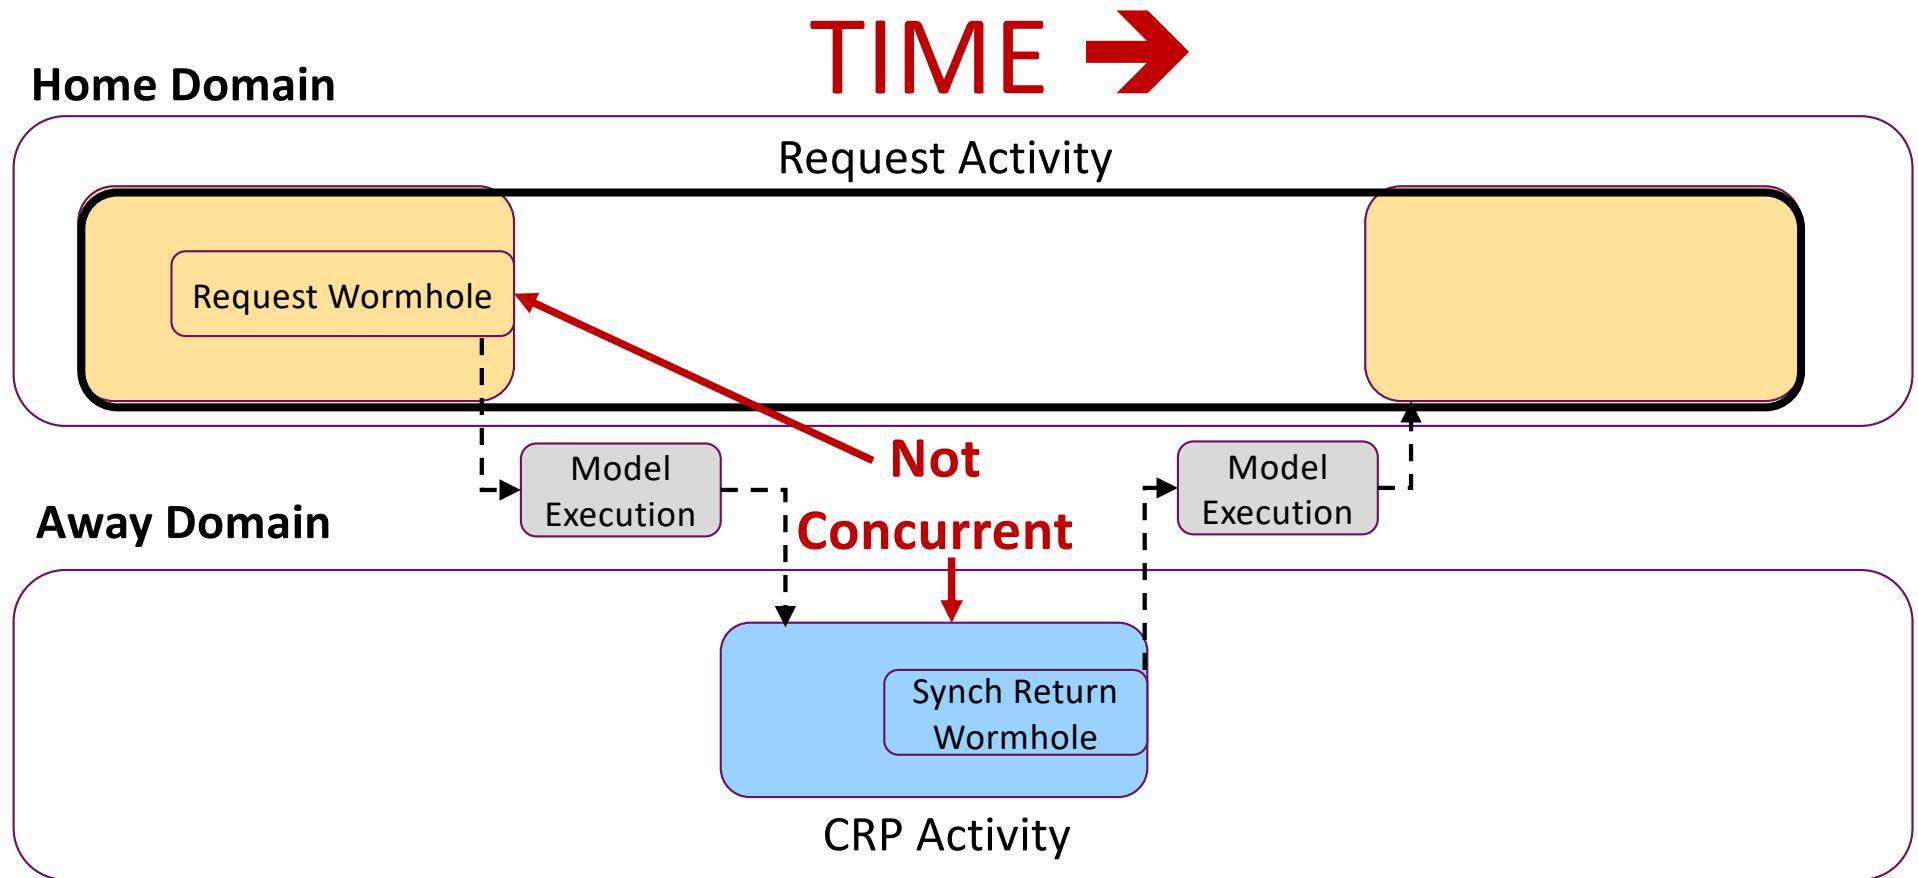 TIME
Home Domain
Request Activity
Request Wormhole
Not
Concurrent
Model
Execution
Model
Execution
Away Domain
Synch Return
Wormhole
CRP Activity